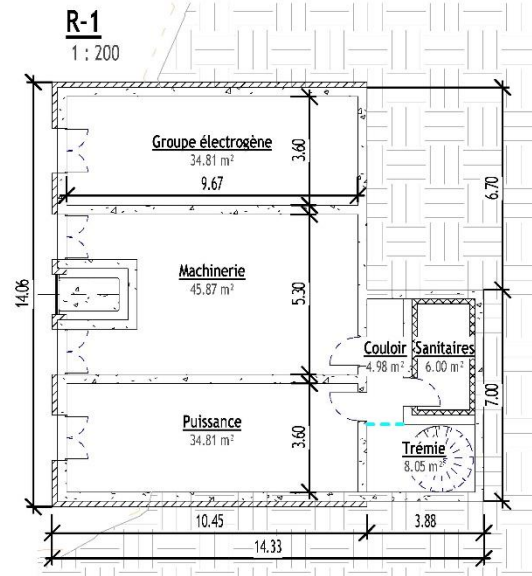 R-1
1 : 200
Groupe électrogène
34.81 m²
9.67
3.60
6.70
14.06
Machinerie
45.87 m²
5.30
Couloir
4.98 m²
Sanitaires
6.00 m²
7.00
Puissance
34.81 m²
3.60
Trémie
8.05 m²
10.45
3.88
14.33